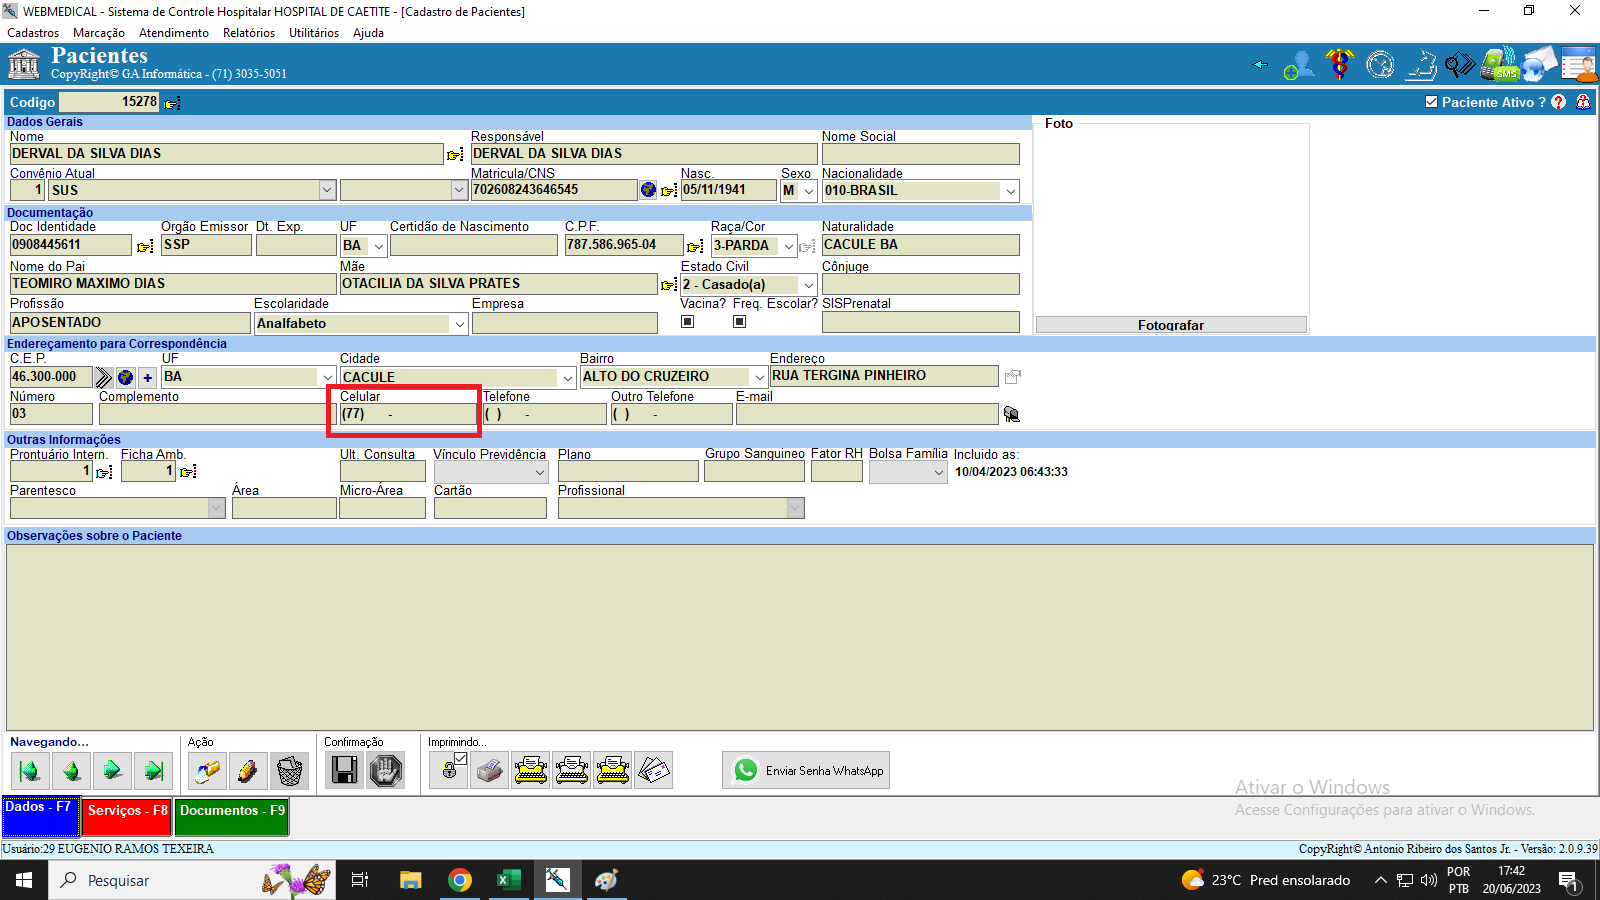 WEBMEDICAL - Sistema de Controle Hospitalar HOSPITAL DE CAETITE - [Cadastro de Pacientes]
Cadastros Marcação Atendimento Relatórios Utilitários Ajuda
Pacientes
CopyRight© GA Informática - (71) 3035-5051
SMS
Codigo 15278 Paciente Ativo ?
Dados Gerais
Foto
Nome Responsável Nome Social
DERVAL DA SILVA DIAS DERVAL DA SILVA DIAS
Convênio Atual Matricula/CNS Nasc. Sexo Nacionalidade
1 SUS 702608243646545 05/11/1941 M 010-BRASIL
Documentação
Doc Identidade Orgão Emissor Dt. Exp. UF Certidão de Nascimento C.P.F. Raça/Cor Naturalidade
0908445611 SSP BA 787.586.965-04 3-PARDA CACULE BA
Nome do Pai Mãe Estado Civil Cônjuge
TEOMIRO MAXIMO DIAS OTACILIA DA SILVA PRATES 2 - Casado(a)
Profissão Escolaridade Empresa Vacina? Freq. Escolar? SISPrenatal
APOSENTADO Analfabeto
Fotografar
Endereçamento para Correspondência
C.E.P. UF Cidade Bairro Endereço
46.300-000 + BA CACULE ALTO DO CRUZEIRO RUA TERGINA PINHEIRO
Número Complemento Celular Telefone Outro Telefone E-mail
03 (77) - ( ) - ( ) -
Outras Informações
Prontuário Intern. Ficha Amb. Ult. Consulta Vínculo Previdência Plano Grupo Sanguineo Fator RH Bolsa Família Incluido as:
1 1 10/04/2023 06:43:33
Parentesco Área Micro-Área Cartão Profissional
Observações sobre o Paciente
Navegando... Ação Confirmação Imprimindo...
Enviar Senha WhatsApp
Ativar o Windows
Acesse Configurações para ativar o Windows.
Dados - F7 Serviços - F8 Documentos - F9
Usuário:29 EUGENIO RAMOS TEXEIRA CopyRight© Antonio Ribeiro dos Santos Jr. - Versão: 2.0.9.39
Pesquisar 23°C Pred ensolarado POR PTB 17:42 20/06/2023 1